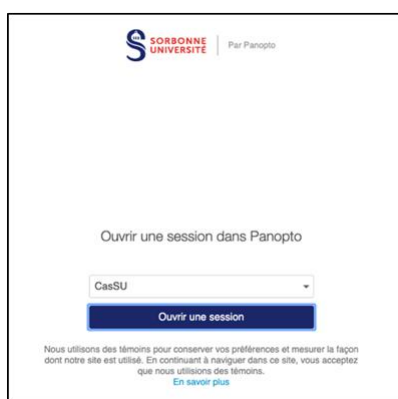 SORBONNE
UNIVERSITÉ
Par Panopto
Ouvrir une session dans Panopto
CasSU
Ouvrir une session
Nous utilisons des témoins pour conserver vos préférences et mesurer la façon
dont notre site est utilisé. En continuant à naviguer dans ce site, vous acceptez
que nous utilisions des témoins.
En savoir plus